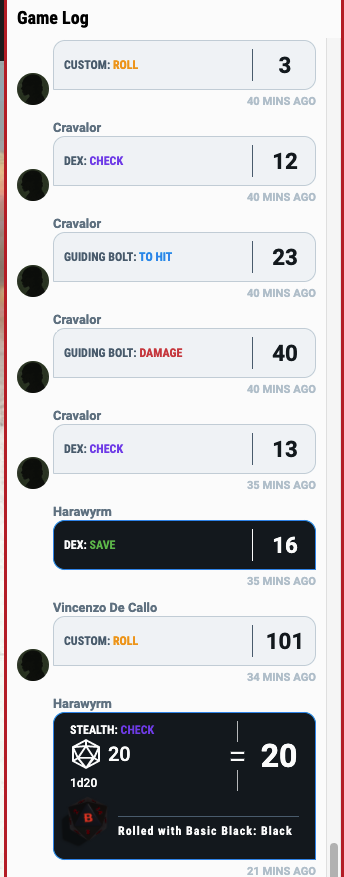 Game Log
CUSTOM: ROLL
3
40 MINS AGO
Cravalor
DEX: CHECK
12
40 MINS AGO
Cravalor
GUIDING BOLT: TO HIT
23
40 MINS AGO
Cravalor
GUIDING BOLT: DAMAGE
40
40 MINS AGO
Cravalor
DEX: CHECK
13
35 MINS AGO
Harawyrm
DEX: SAVE
16
35 MINS AGO
Vincenzo De Callo
CUSTOM: ROLL
101
34 MINS AGO
Harawyrm
STEALTH: CHECK
20
= 20
1d20
B
Rolled with Basic Black: Black
21 MINS AGO